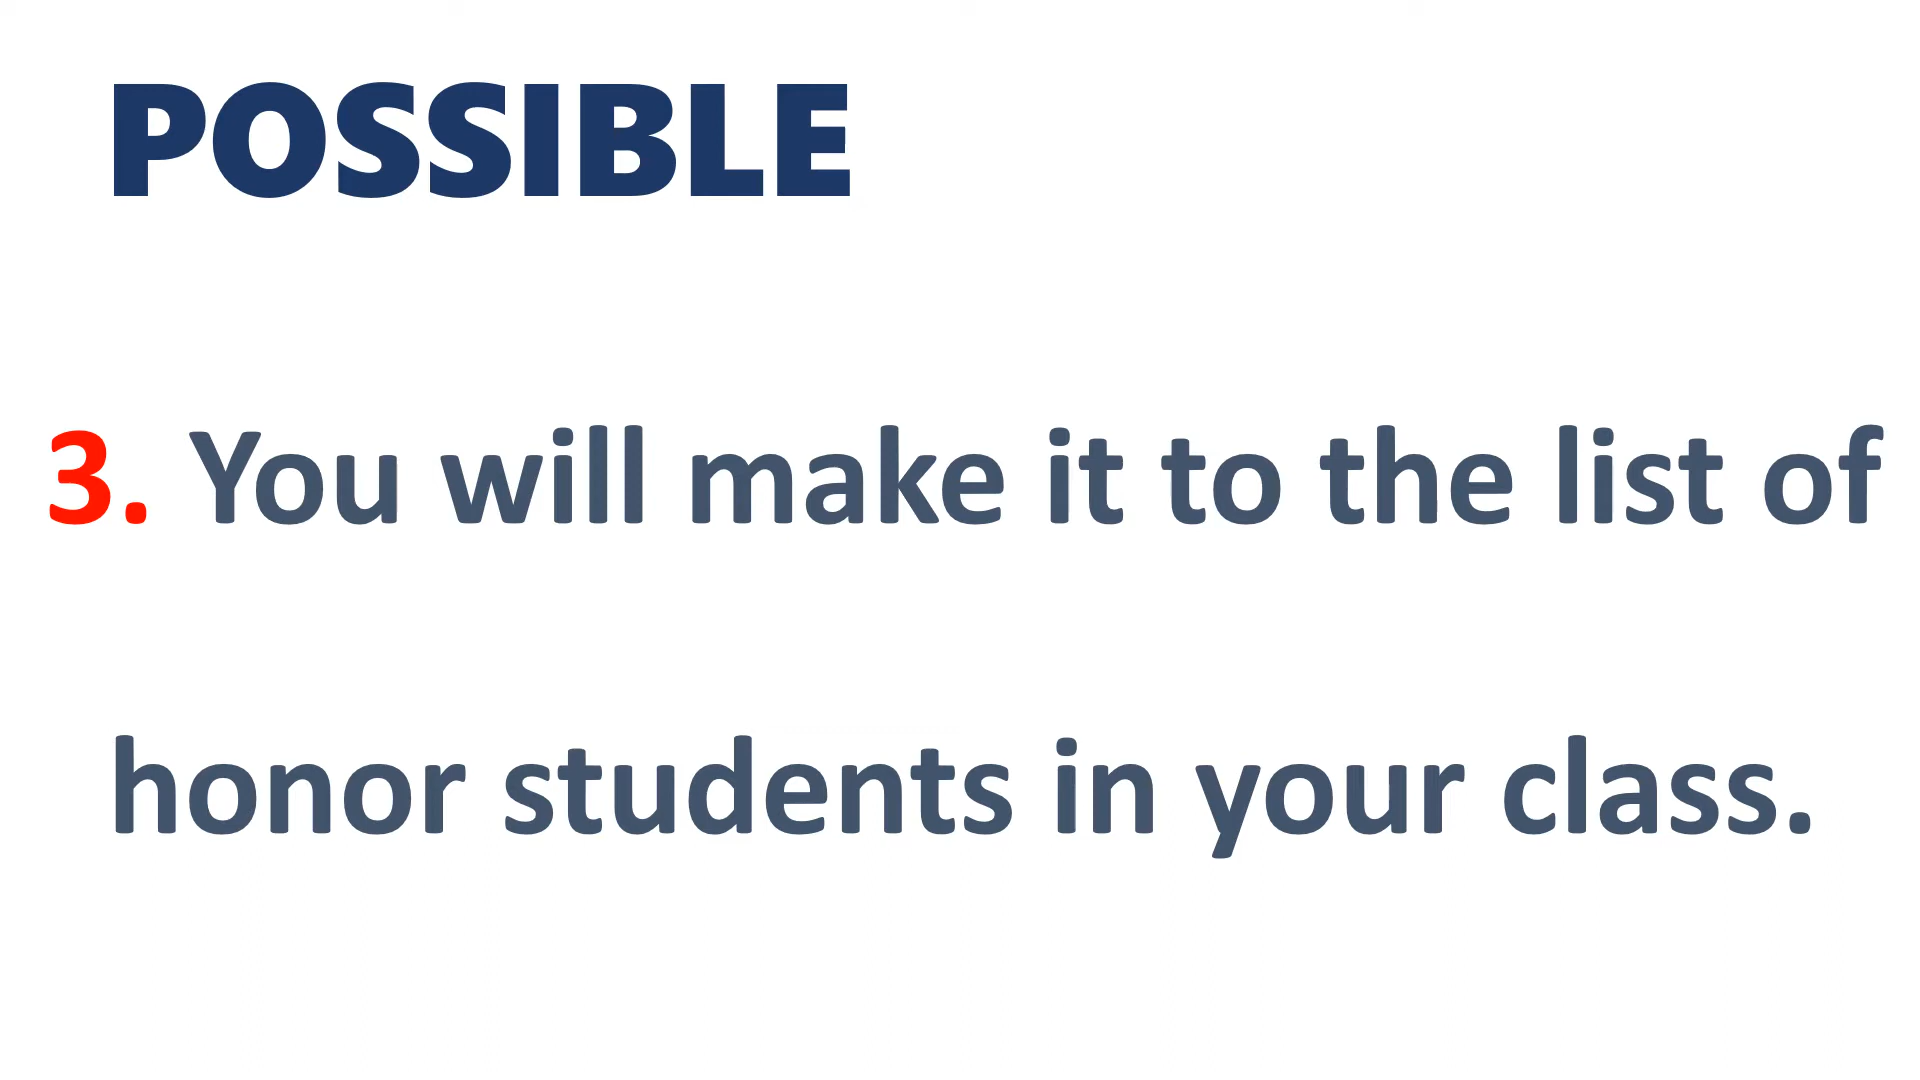 POSSIBLE
3. You will make it to the list of
honor students in your class.